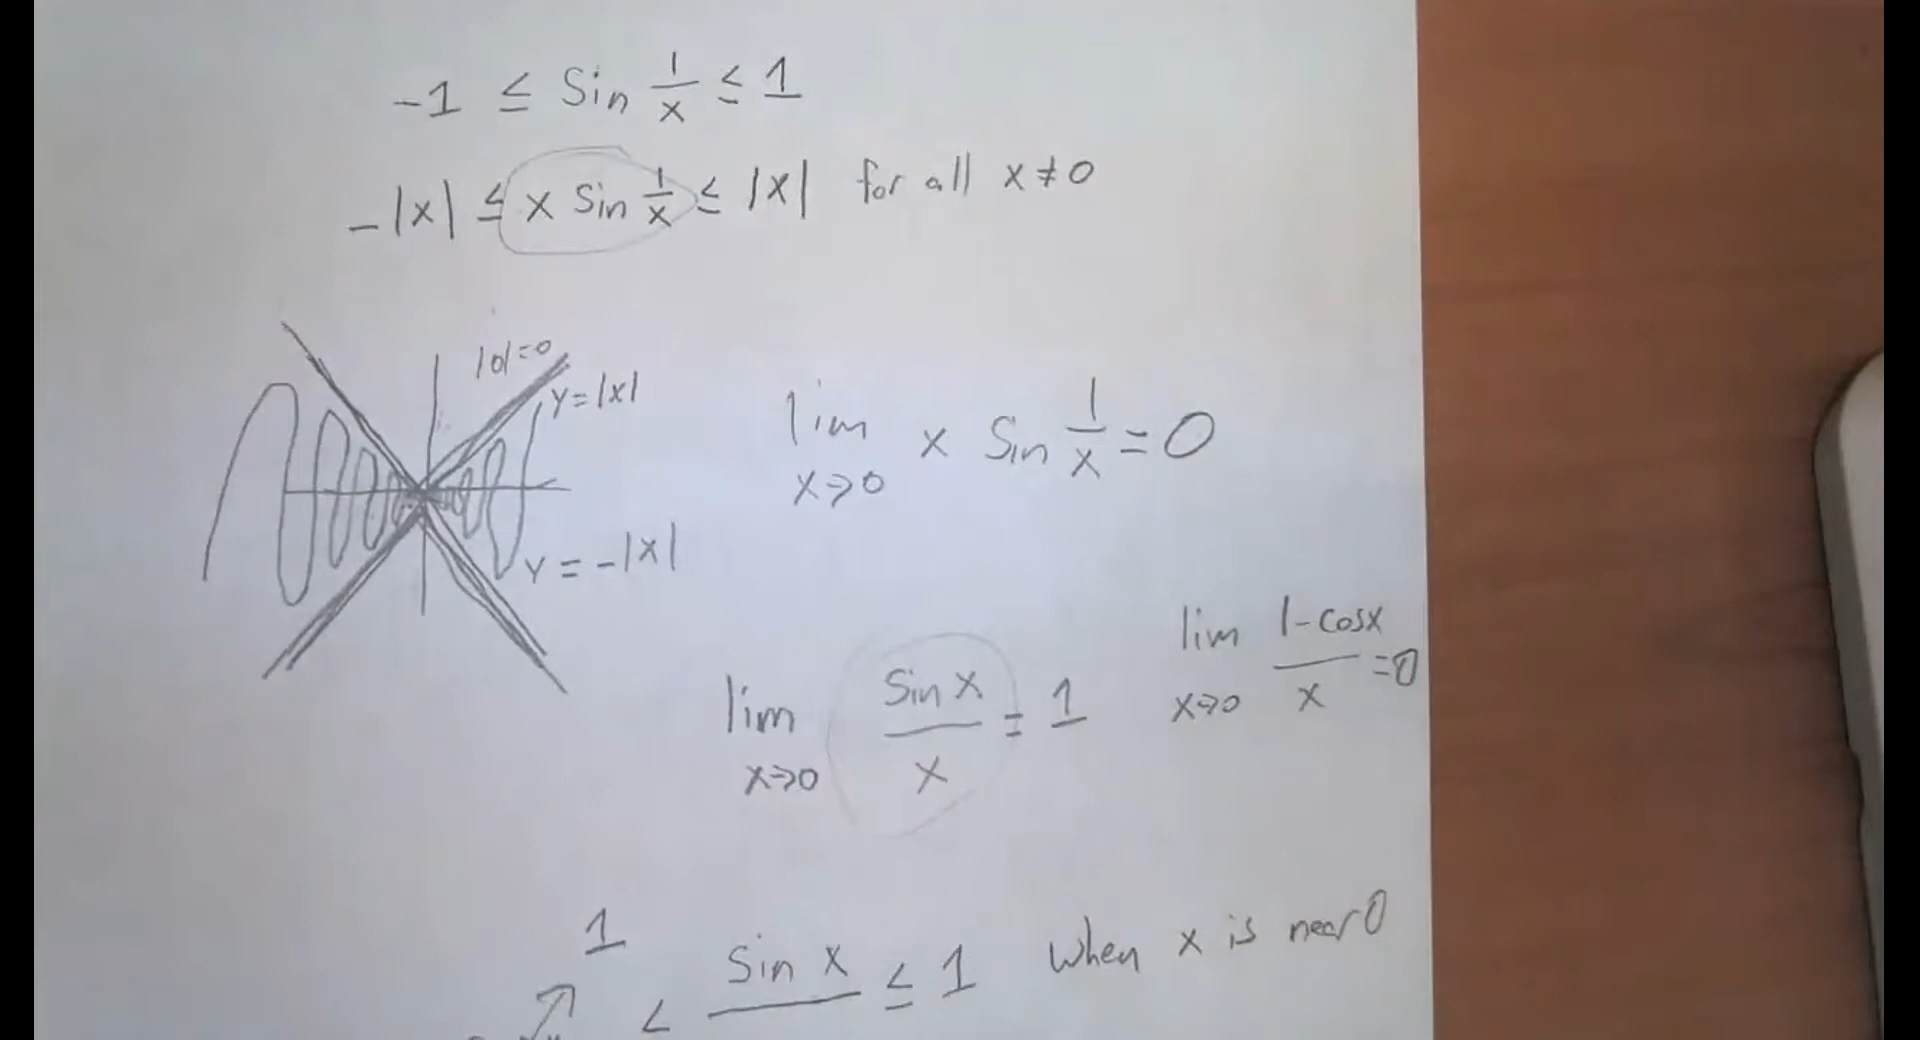 -1 ≤ Sin 1/x ≤ 1
-|x| ≤ x Sin 1/x ≤ |x| for all x ≠ 0
|0|=0
Y=|x|
lim x→0 x Sin 1/x = 0
Y = -|x|
lim x→0 Sin x / x = 1
lim x→0 1-cosx / x = 0
1
Sin x ≤ 1 when x is near 0